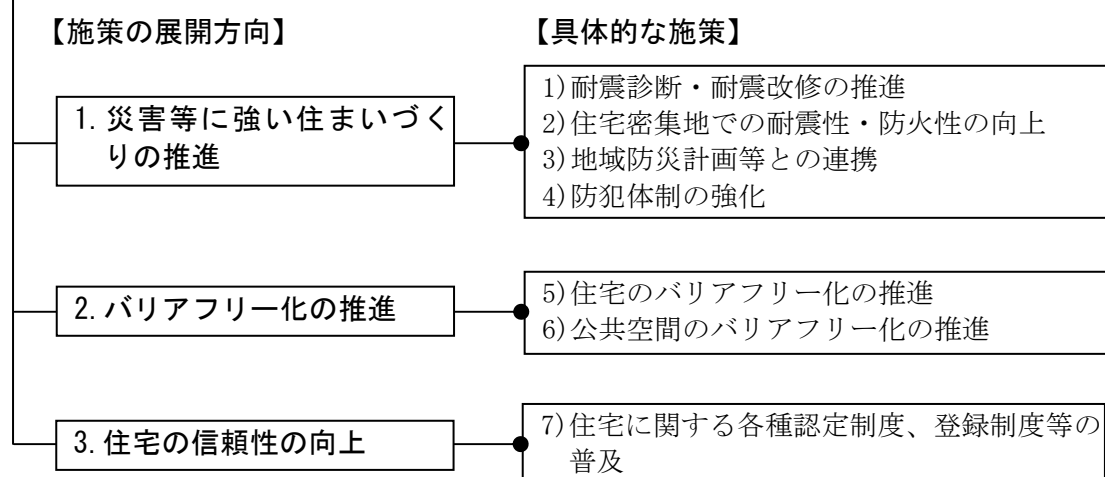 【施策の展開方向】
【具体的な施策】
1. 災害等に強い住まいづく
りの推進
1)耐震診断・耐震改修の推進
2)住宅密集地での耐震性・防火性の向上
3)地域防災計画等との連携
4)防犯体制の強化
2. バリアフリー化の推進
5)住宅のバリアフリー化の推進
6)公共空間のバリアフリー化の推進
3. 住宅の信頼性の向上
7)住宅に関する各種認定制度、登録制度等の
普及